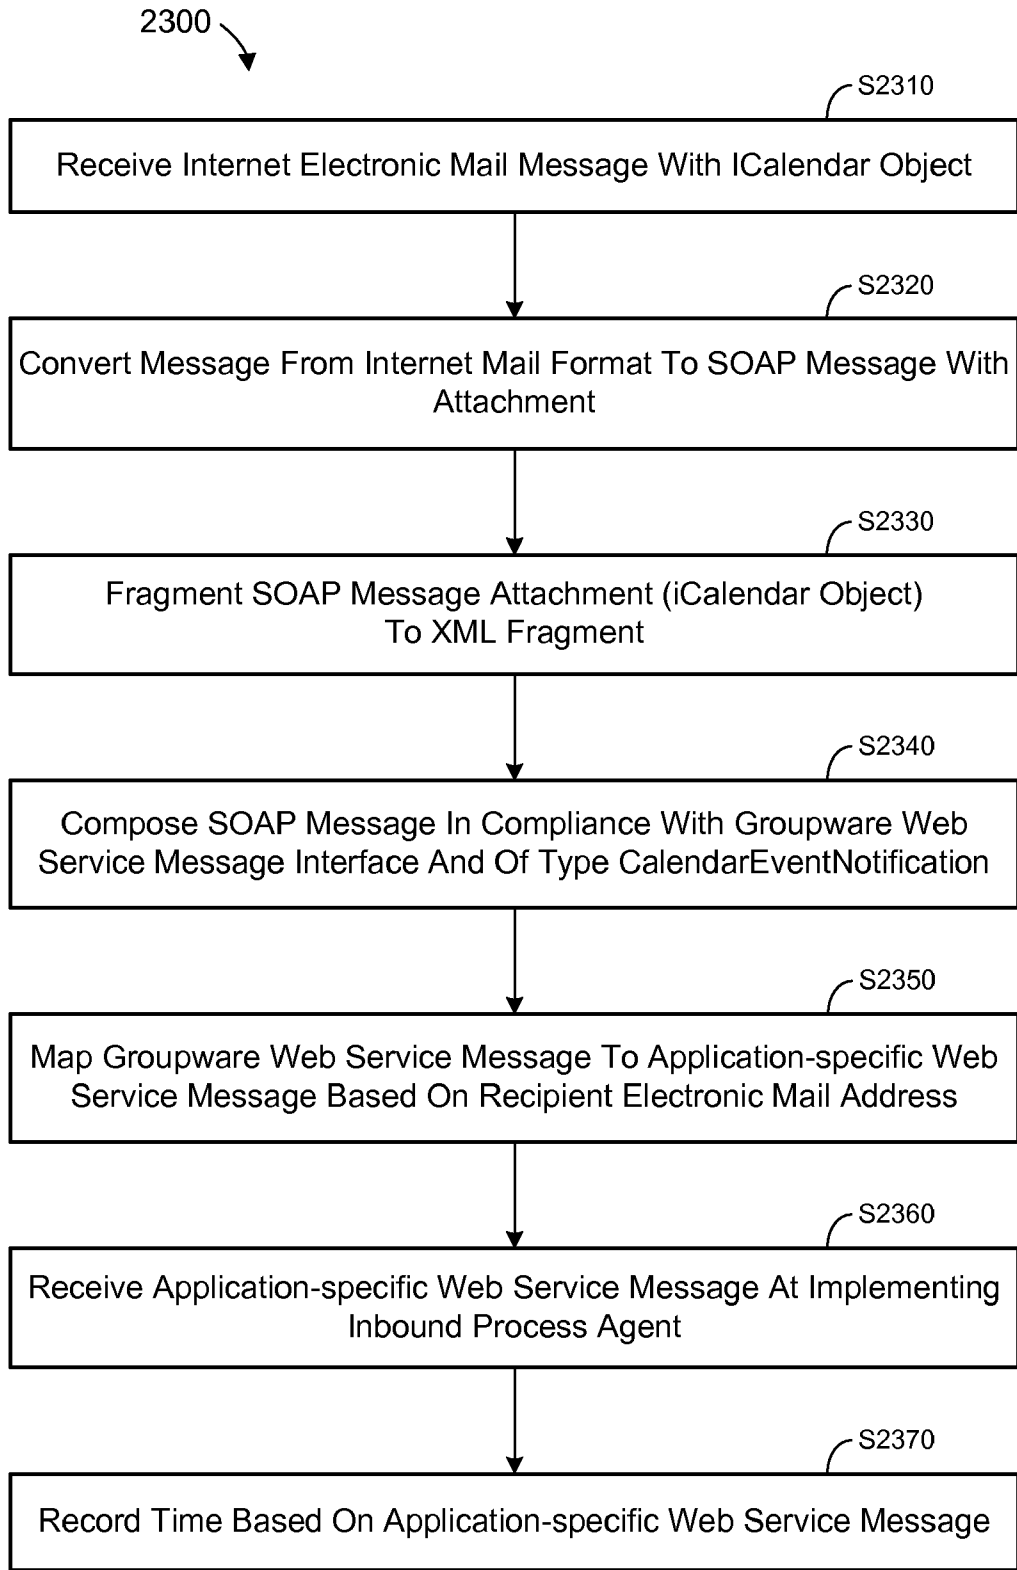 2300
S2310
Receive Internet Electronic Mail Message With ICalendar Object
S2320
Convert Message From Internet Mail Format To SOAP Message With
Attachment
S2330
Fragment SOAP Message Attachment (iCalendar Object)
To XML Fragment
S2340
Compose SOAP Message In Compliance With Groupware Web
Service Message Interface And Of Type CalendarEventNotification
S2350
Map Groupware Web Service Message To Application-specific Web
Service Message Based On Recipient Electronic Mail Address
S2360
Receive Application-specific Web Service Message At Implementing
Inbound Process Agent
S2370
Record Time Based On Application-specific Web Service Message